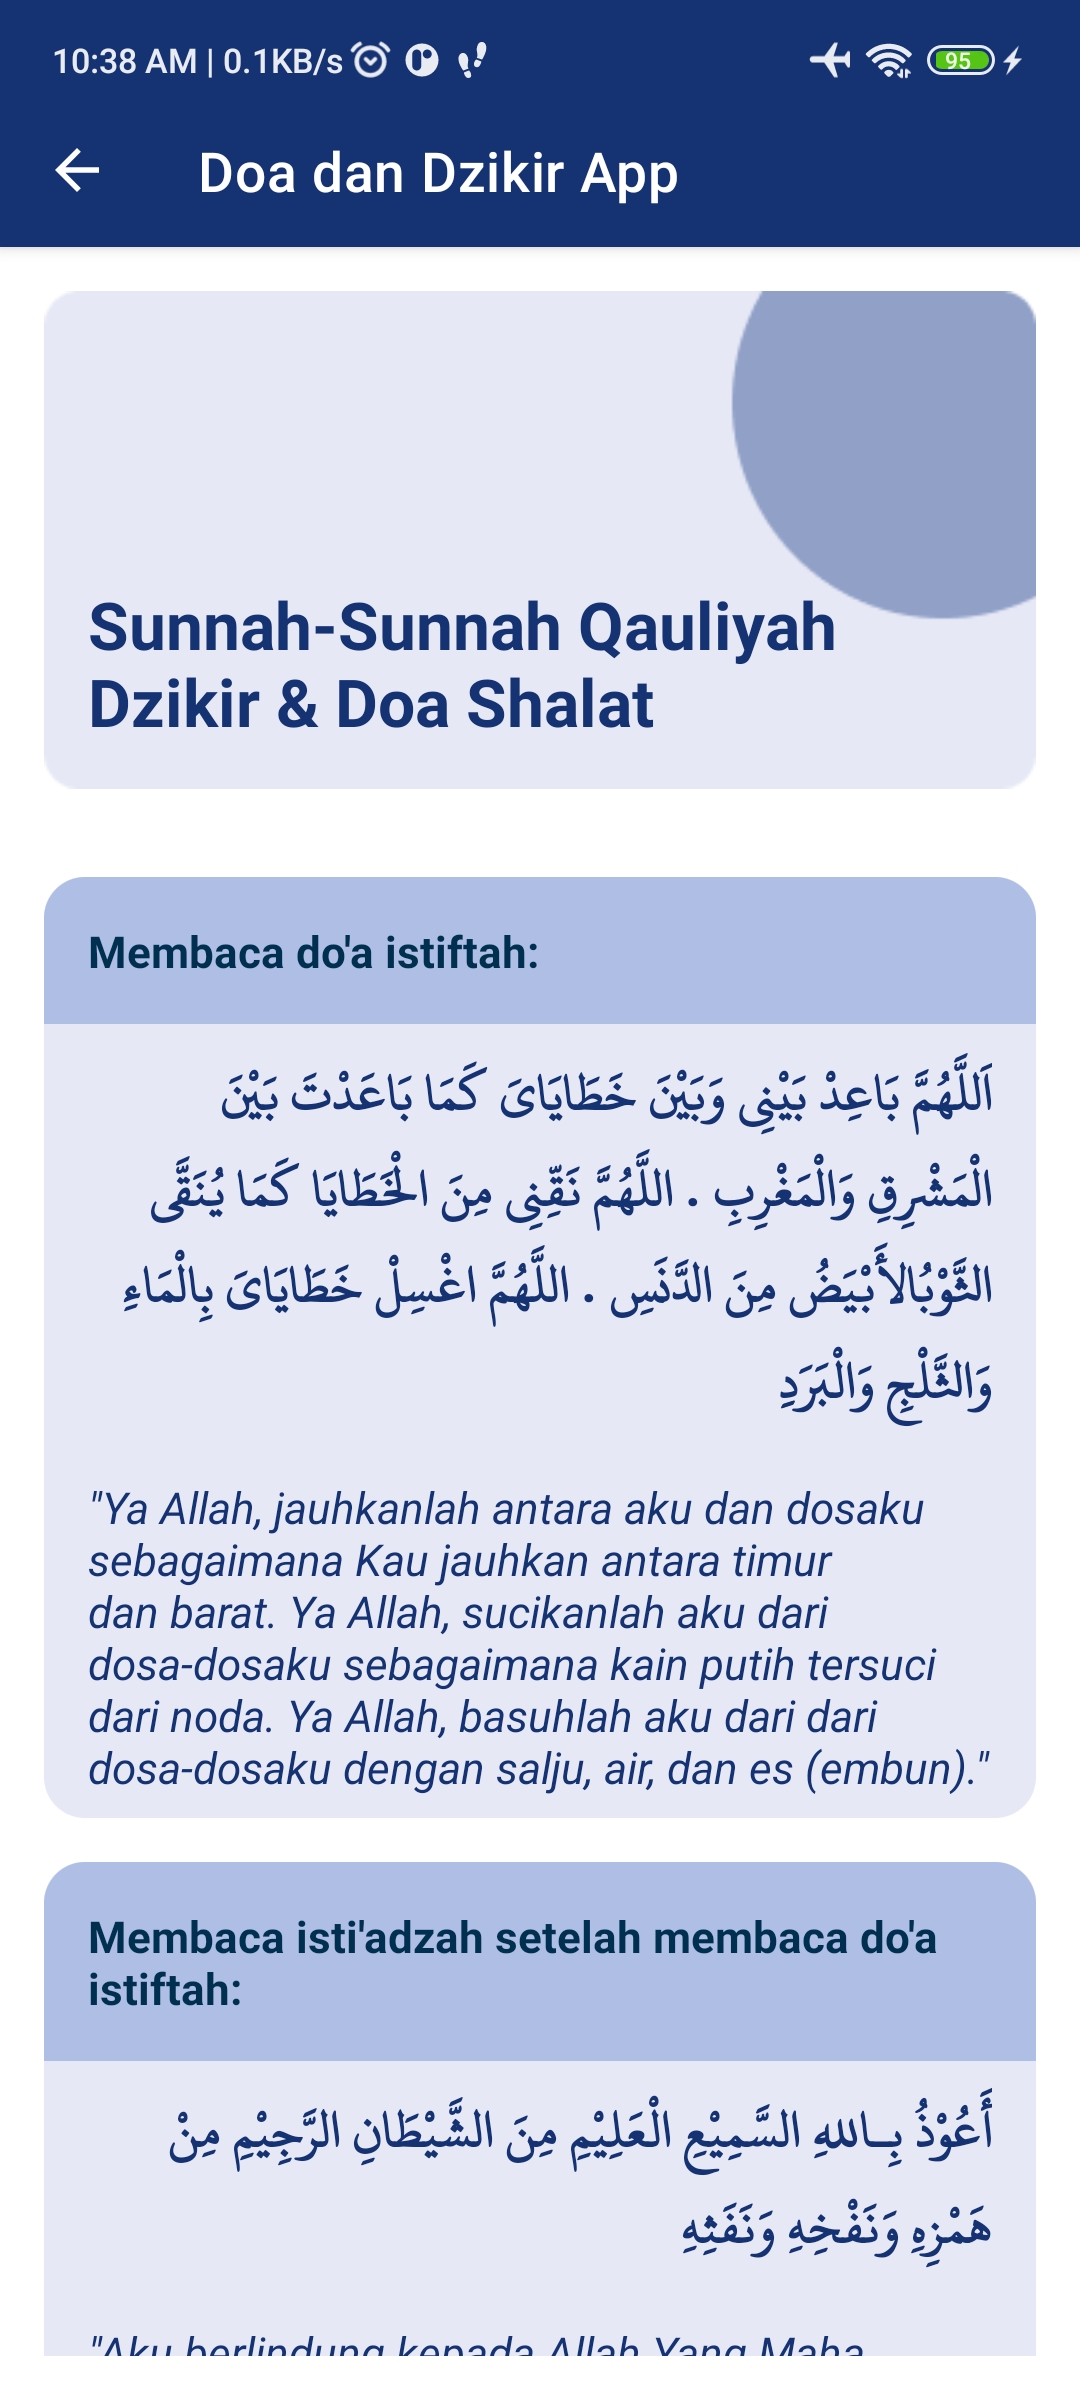 10:38 AM | 0.1KB/s
95
Doa dan Dzikir App
Sunnah-Sunnah Qauliyah
Dzikir & Doa Shalat
Membaca do'a istiftah:
اَللَّهُمَّ بَاعِدْ بَيْنِى وَبَيْنَ خَطَايَاىَ كَمَا بَاعَدْتَ بَيْنَ
الْمَشْرِقِ وَالْمَغْرِبِ . اللَّهُمَّ نَقِّنِى مِنَ الْخَطَايَا كَمَا يُنَقَّى
الثَّوْبُالأَبْيَضُ مِنَ الدَّنَسِ . اللَّهُمَّ اغْسِلْ خَطَايَاىَ بِالْمَاءِ
وَالثَّلْجِ وَالْبَرَدِ
"Ya Allah, jauhkanlah antara aku dan dosaku
sebagaimana Kau jauhkan antara timur
dan barat. Ya Allah, sucikanlah aku dari
dosa-dosaku sebagaimana kain putih tersuci
dari noda. Ya Allah, basuhlah aku dari dari
dosa-dosaku dengan salju, air, dan es (embun)."
Membaca isti'adzah setelah membaca do'a
istiftah:
أَعُوْذُ بِــاللهِ السَّمِيْعِ الْعَلِيْمِ مِنَ الشَّيْطَانِ الرَّجِيْمِ مِنْ
هَمْزِهِ وَنَفْخِهِ وَنَفَثِهِ
"Aku berlindung kepada Allah Yang Maha